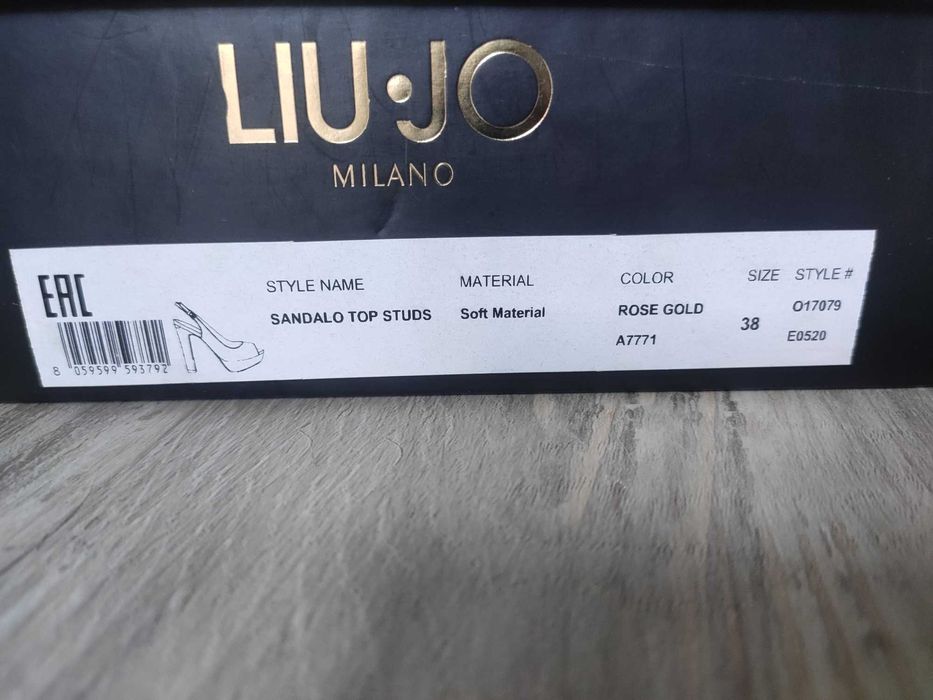 LIU·JO
MILANO
EAC
8 059599 593792
STYLE NAME
SANDALO TOP STUDS
MATERIAL
Soft Material
COLOR
ROSE GOLD
A7771
SIZE
38
STYLE #
O17079
E0520